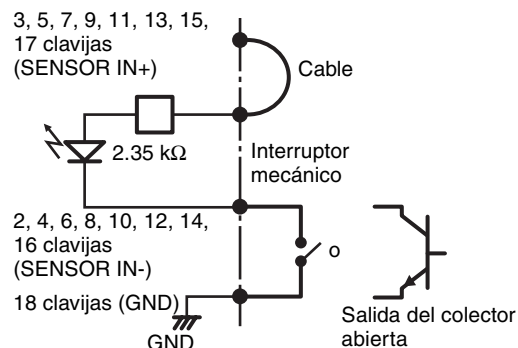 3, 5, 7, 9, 11, 13, 15,
17 clavijas
(SENSOR IN+)
Cable
2.35 kΩ
Interruptor
mecánico
2, 4, 6, 8, 10, 12, 14,
16 clavijas
(SENSOR IN-)
o
18 clavijas (GND)
GND
Salida del colector
abierta